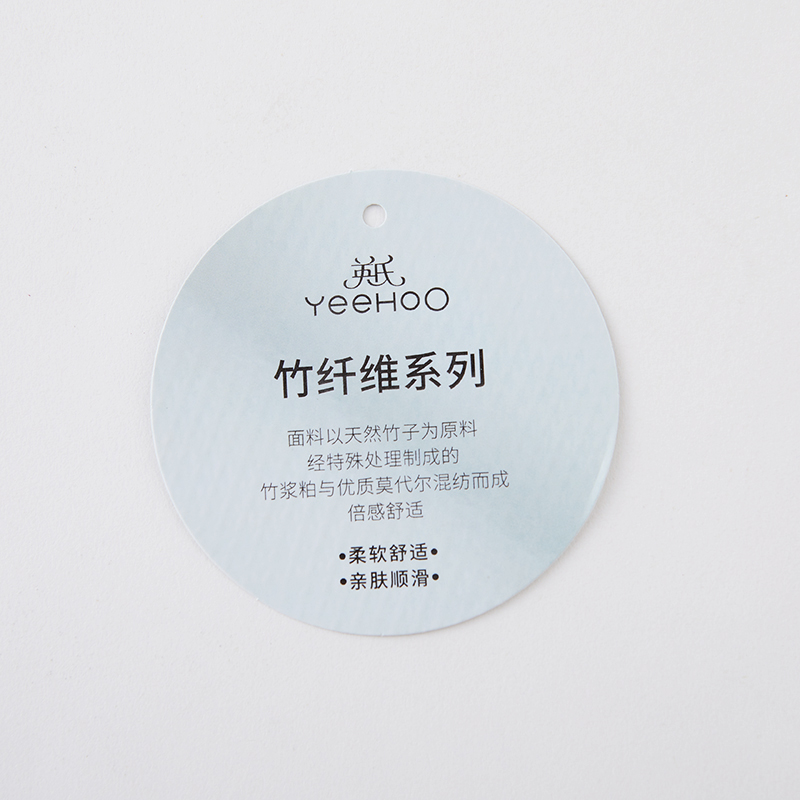 英氏
YeeHoO
竹纤维系列
面料以天然竹子为原料
经特殊处理制成的
竹浆粕与优质莫代尔混纺而成
倍感舒适
•柔软舒适•
•亲肤顺滑•